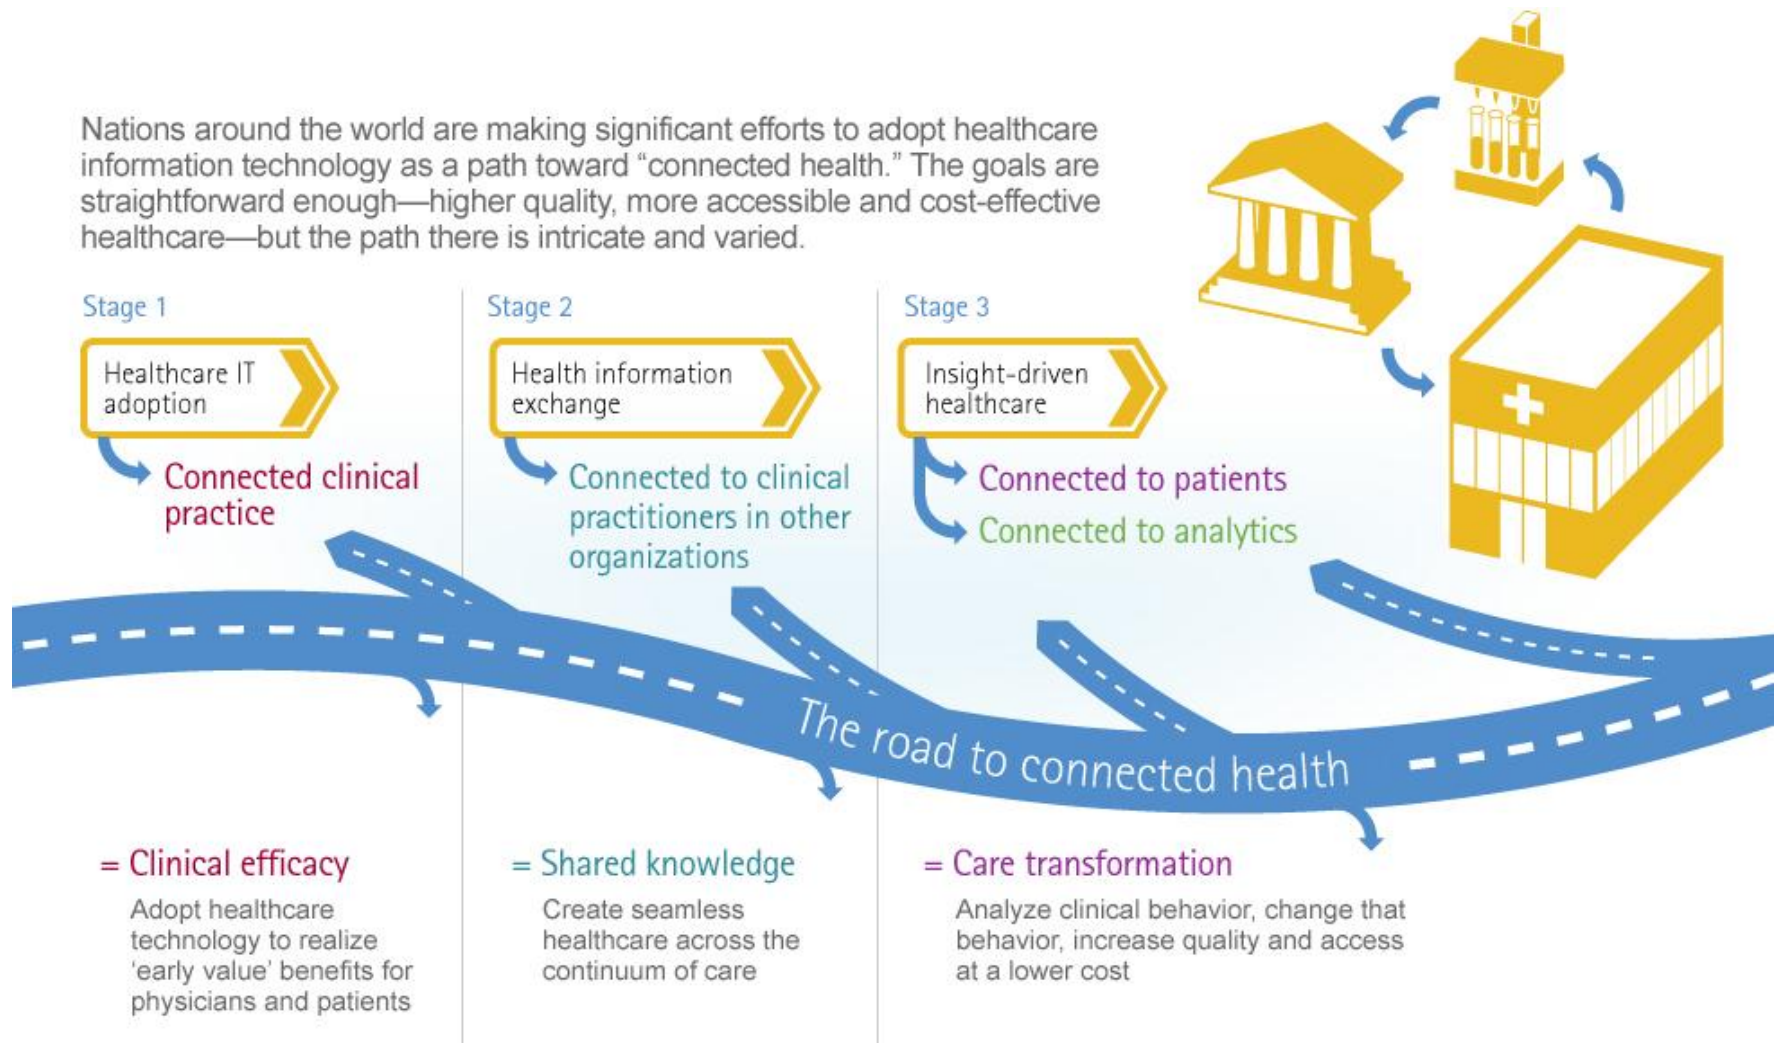 Nations around the world are making significant efforts to adopt healthcare
information technology as a path toward “connected health.” The goals are
straightforward enough—higher quality, more accessible and cost-effective
healthcare—but the path there is intricate and varied.
Stage 1
Healthcare IT
adoption
Connected clinical
practice
Stage 2
Health information
exchange
Connected to clinical
practitioners in other
organizations
Stage 3
Insight-driven
healthcare
Connected to patients
Connected to analytics
The road to connected health
= Clinical efficacy
Adopt healthcare
technology to realize
‘early value’ benefits for
physicians and patients
= Shared knowledge
Create seamless
healthcare across the
continuum of care
= Care transformation
Analyze clinical behavior, change that
behavior, increase quality and access
at a lower cost